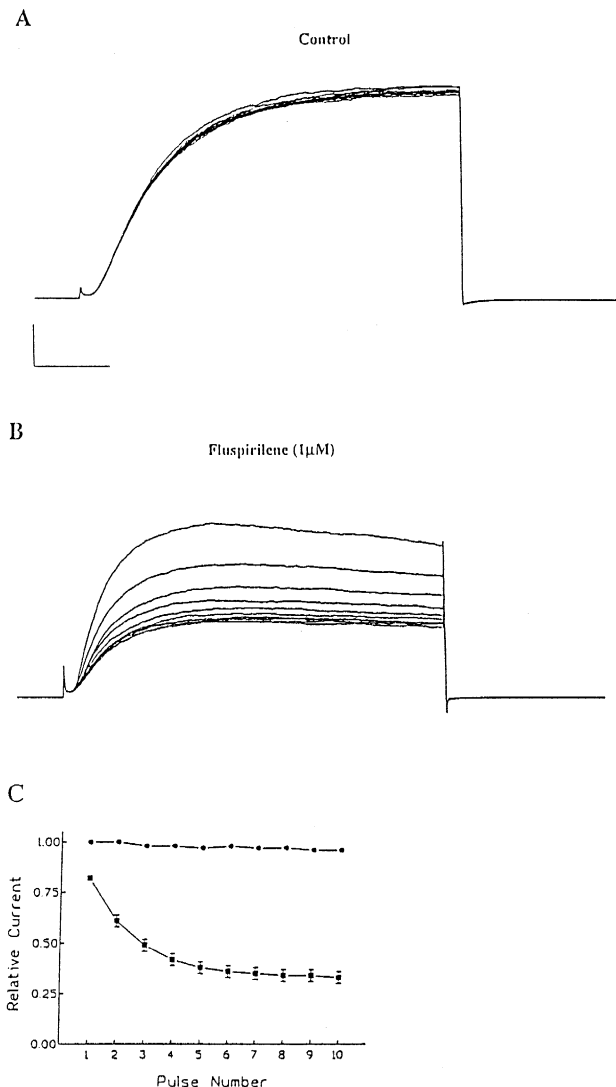 A
Control
B
Fluspirilene (1μM)
C
Relative Current
1.00
0.75
0.50
0.25
0.00
1 2 3 4 5 6 7 8 9 10
Pulse Number